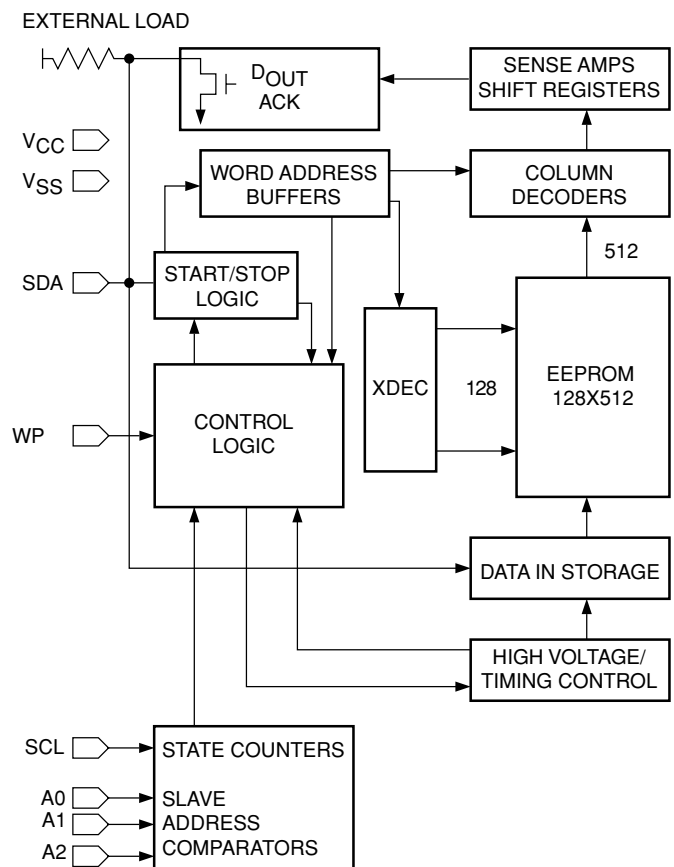 EXTERNAL LOAD
DOUT
ACK
SENSE AMPS
SHIFT REGISTERS
VCC
VSS
WORD ADDRESS
BUFFERS
COLUMN
DECODERS
512
SDA
START/STOP
LOGIC
XDEC
128
EEPROM
128X512
WP
CONTROL
LOGIC
DATA IN STORAGE
HIGH VOLTAGE/
TIMING CONTROL
SCL
STATE COUNTERS
A0
SLAVE
A1
ADDRESS
A2
COMPARATORS